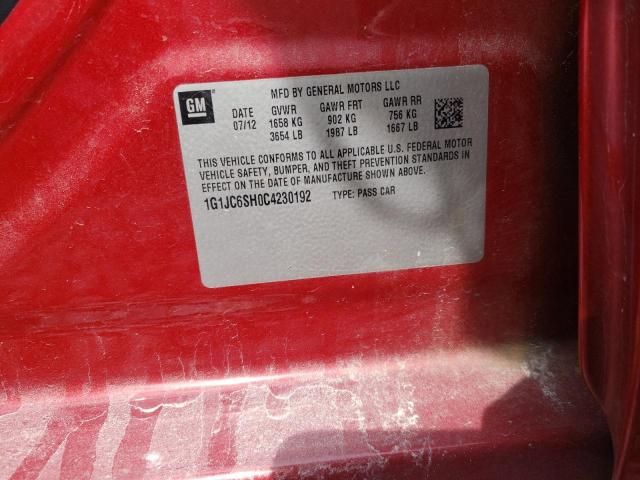 GM
MFD BY GENERAL MOTORS LLC
DATE GVWR GAWR FRT GAWR RR
07/12 1658 KG 902 KG 756 KG
3654 LB 1987 LB 1667 LB
THIS VEHICLE CONFORMS TO ALL APPLICABLE U.S. FEDERAL MOTOR
VEHICLE SAFETY, BUMPER, AND THEFT PREVENTION STANDARDS IN
EFFECT ON THE DATE OF MANUFACTURE SHOWN ABOVE.
1G1JC6SH0C4230192 TYPE: PASS CAR